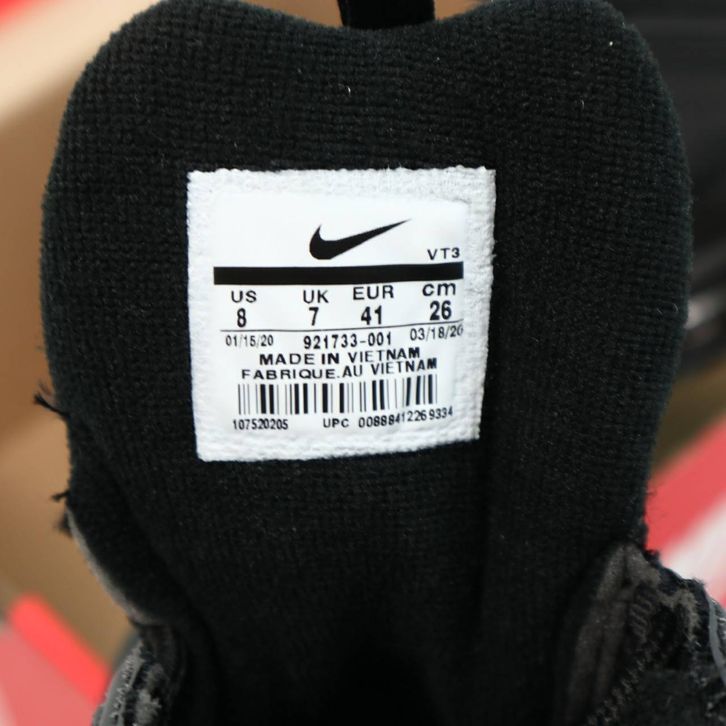 VT3
US UK EUR cm
8 7 41 26
01/15/20 921733-001 03/18/20
MADE IN VIETNAM
FABRIQUE.AU VIETNAM
107520205 UPC 00888412269334